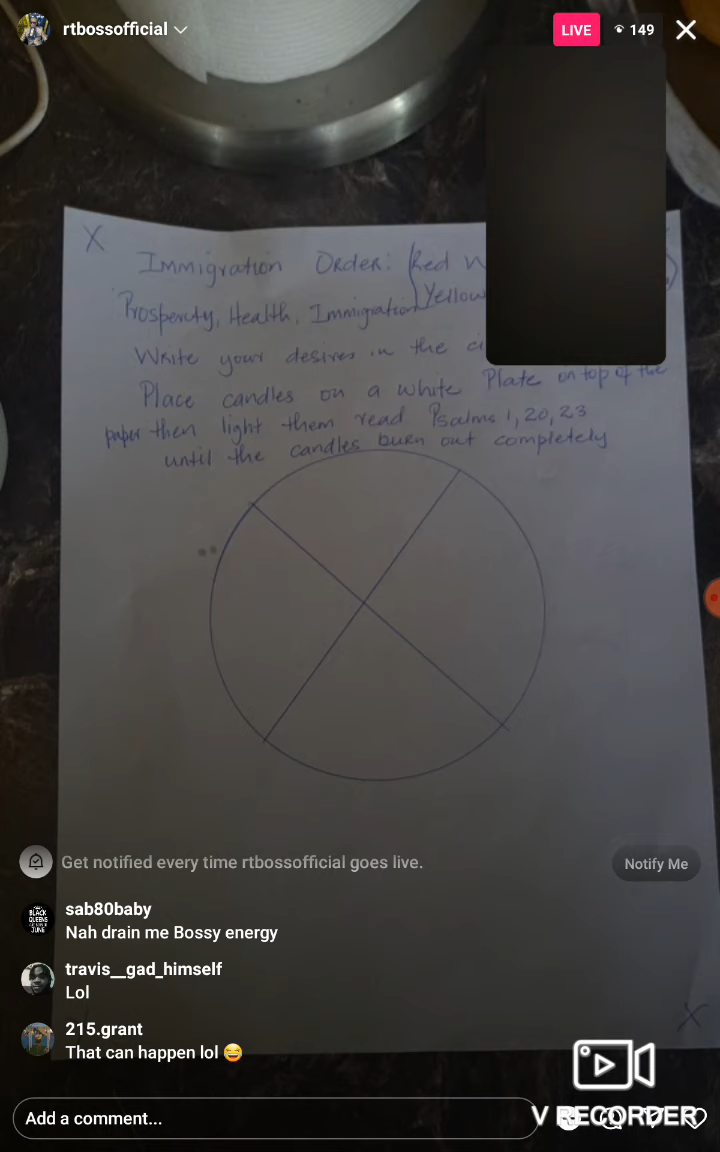 rtbossofficial
LIVE
149
X
Immigration Order: (Red
Prosperity, Health, Immigration (Yellow
Write your desires in the
Place candles on a white Plate on top of the
paper then light them read Psalms 1, 20, 23
until the candles burn out completely
Get notified every time rtbossofficial goes live.
Notify Me
sab80baby
Nah drain me Bossy energy
travis__gad_himself
Lol
215.grant
That can happen lol 😂
X
Add a comment...
V RECORDER